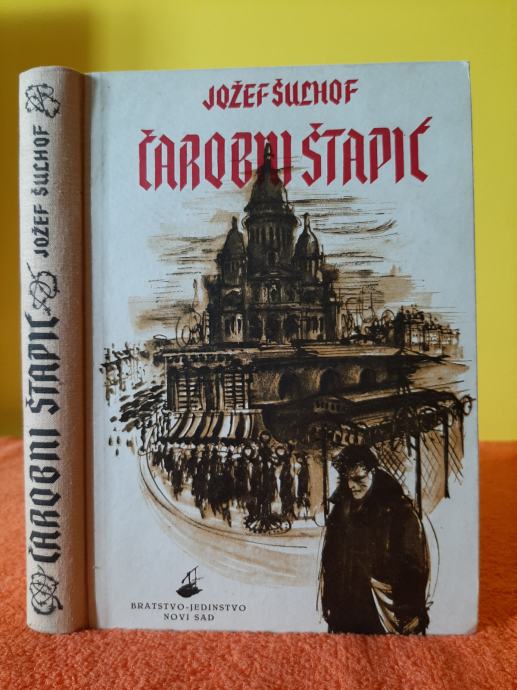 JOŽEF ŠULHOF
ČAROBNI ŠTAPIĆ
BRATSTVO-JEDINSTVO
NOVI SAD
ČAROBNI ŠTAPIĆ JOŽEF ŠULHOF